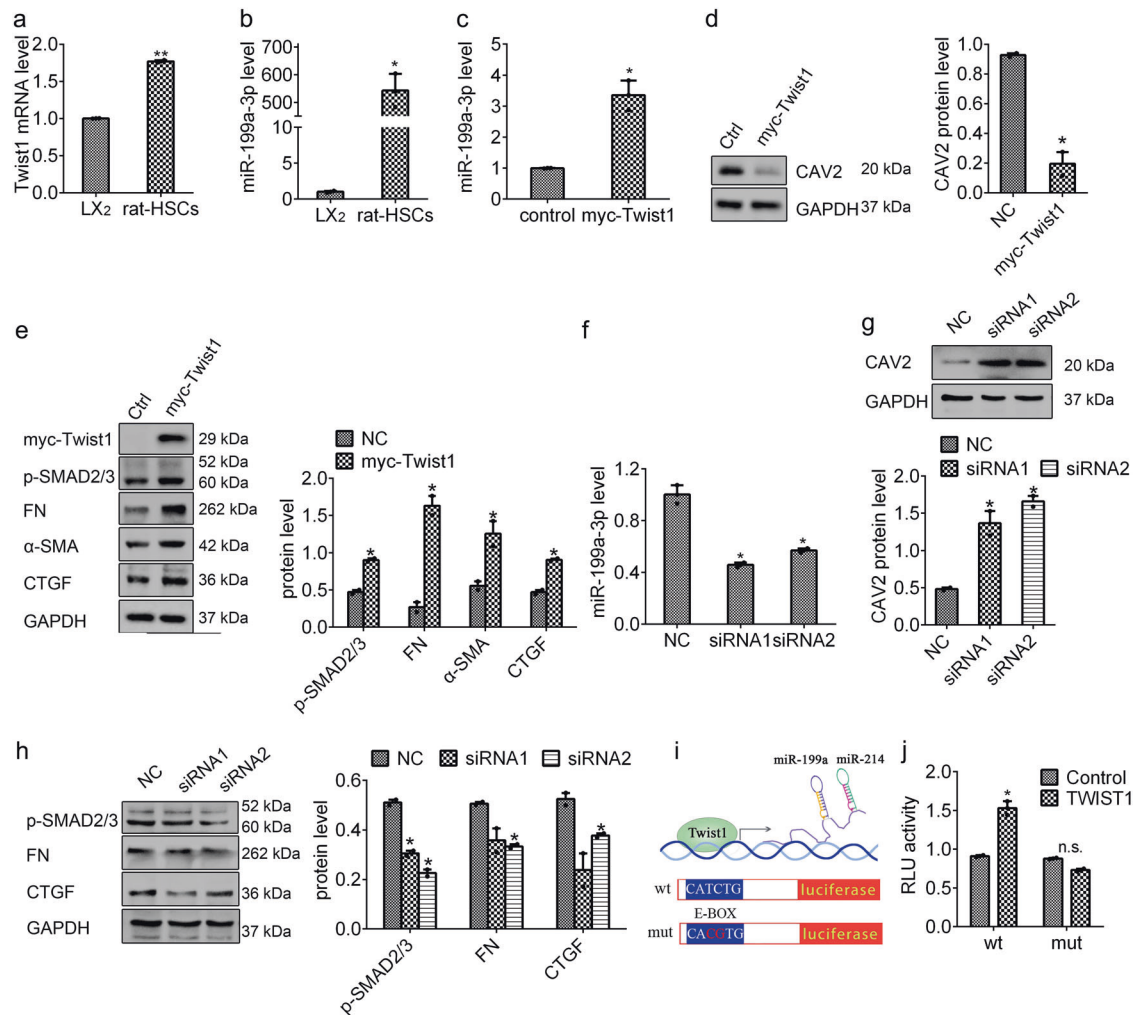 a
Twist1 mRNA level
2.0
1.5
1.0
0.5
0.0
**
LX2 rat-HSCs
b
miR-199a-3p level
700
600
500
10
5
0
*
LX2 rat-HSCs
c
miR-199a-3p level
5
4
3
2
1
0
*
control myc-Twist1
d
Ctrl myc-Twist1
CAV2 20 kDa
GAPDH 37 kDa
CAV2 protein level
1.0
0.8
0.6
0.4
0.2
0.0
*
NC myc-Twist1
e
Ctrl myc-Twist1
myc-Twist1 29 kDa
p-SMAD2/3 52 kDa
60 kDa
FN 262 kDa
α-SMA 42 kDa
CTGF 36 kDa
GAPDH 37 kDa
NC
myc-Twist1
protein level
2.0
1.5
1.0
0.5
0.0
* * * *
p-SMAD2/3 FN α-SMA CTGF
f
miR-199a-3p level
1.2
0.8
0.4
0.0
* *
NC siRNA1 siRNA2
g
NC siRNA1 siRNA2
CAV2 20 kDa
GAPDH 37 kDa
NC
siRNA1 siRNA2
CAV2 protein level
2.0
1.5
1.0
0.5
0.0
* *
NC siRNA1 siRNA2
h
NC siRNA1 siRNA2
p-SMAD2/3 52 kDa
60 kDa
FN 262 kDa
CTGF 36 kDa
GAPDH 37 kDa
NC siRNA1 siRNA2
protein level
0.6
0.4
0.2
0.0
* * * *
p-SMAD2/3 FN CTGF
i
miR-199a miR-214
Twist1
wt CATCTG luciferase
E-BOX
mut CACGTG luciferase
j
Control
TWIST1
RLU activity
2.0
1.5
1.0
0.5
0.0
* n.s.
wt mut